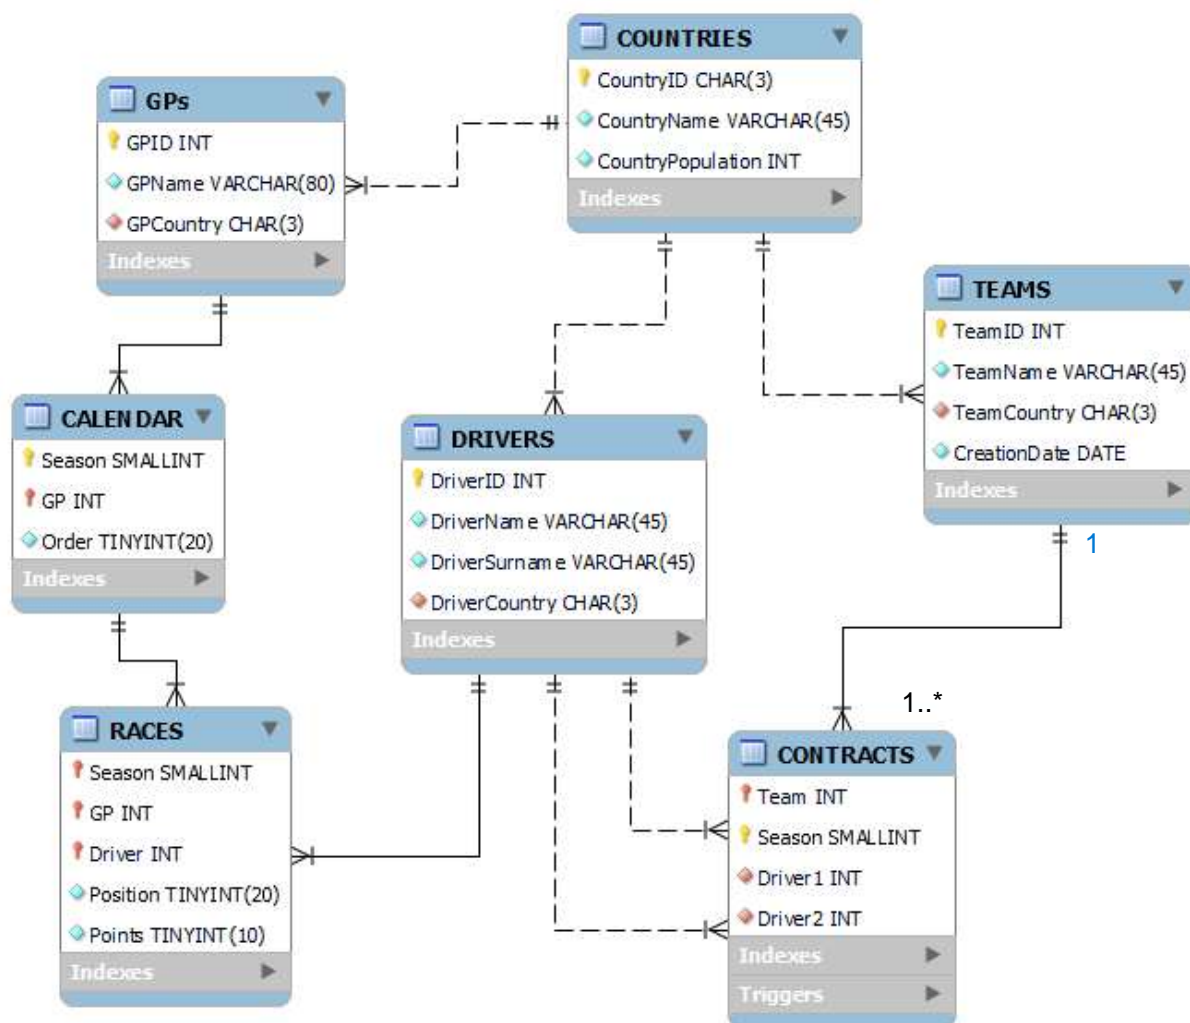 COUNTRIES
CountryID CHAR(3)
CountryName VARCHAR(45)
CountryPopulation INT
Indexes
GPs
GPID INT
GPName VARCHAR(80)
GPCountry CHAR(3)
Indexes
TEAMS
TeamID INT
TeamName VARCHAR(45)
TeamCountry CHAR(3)
CreationDate DATE
Indexes
1
CALENDAR
Season SMALLINT
GP INT
Order TINYINT(20)
Indexes
DRIVERS
DriverID INT
DriverName VARCHAR(45)
DriverSurname VARCHAR(45)
DriverCountry CHAR(3)
Indexes
RACES
Season SMALLINT
GP INT
Driver INT
Position TINYINT(20)
Points TINYINT(10)
Indexes
1..*
CONTRACTS
Team INT
Season SMALLINT
Driver1 INT
Driver2 INT
Indexes
Triggers